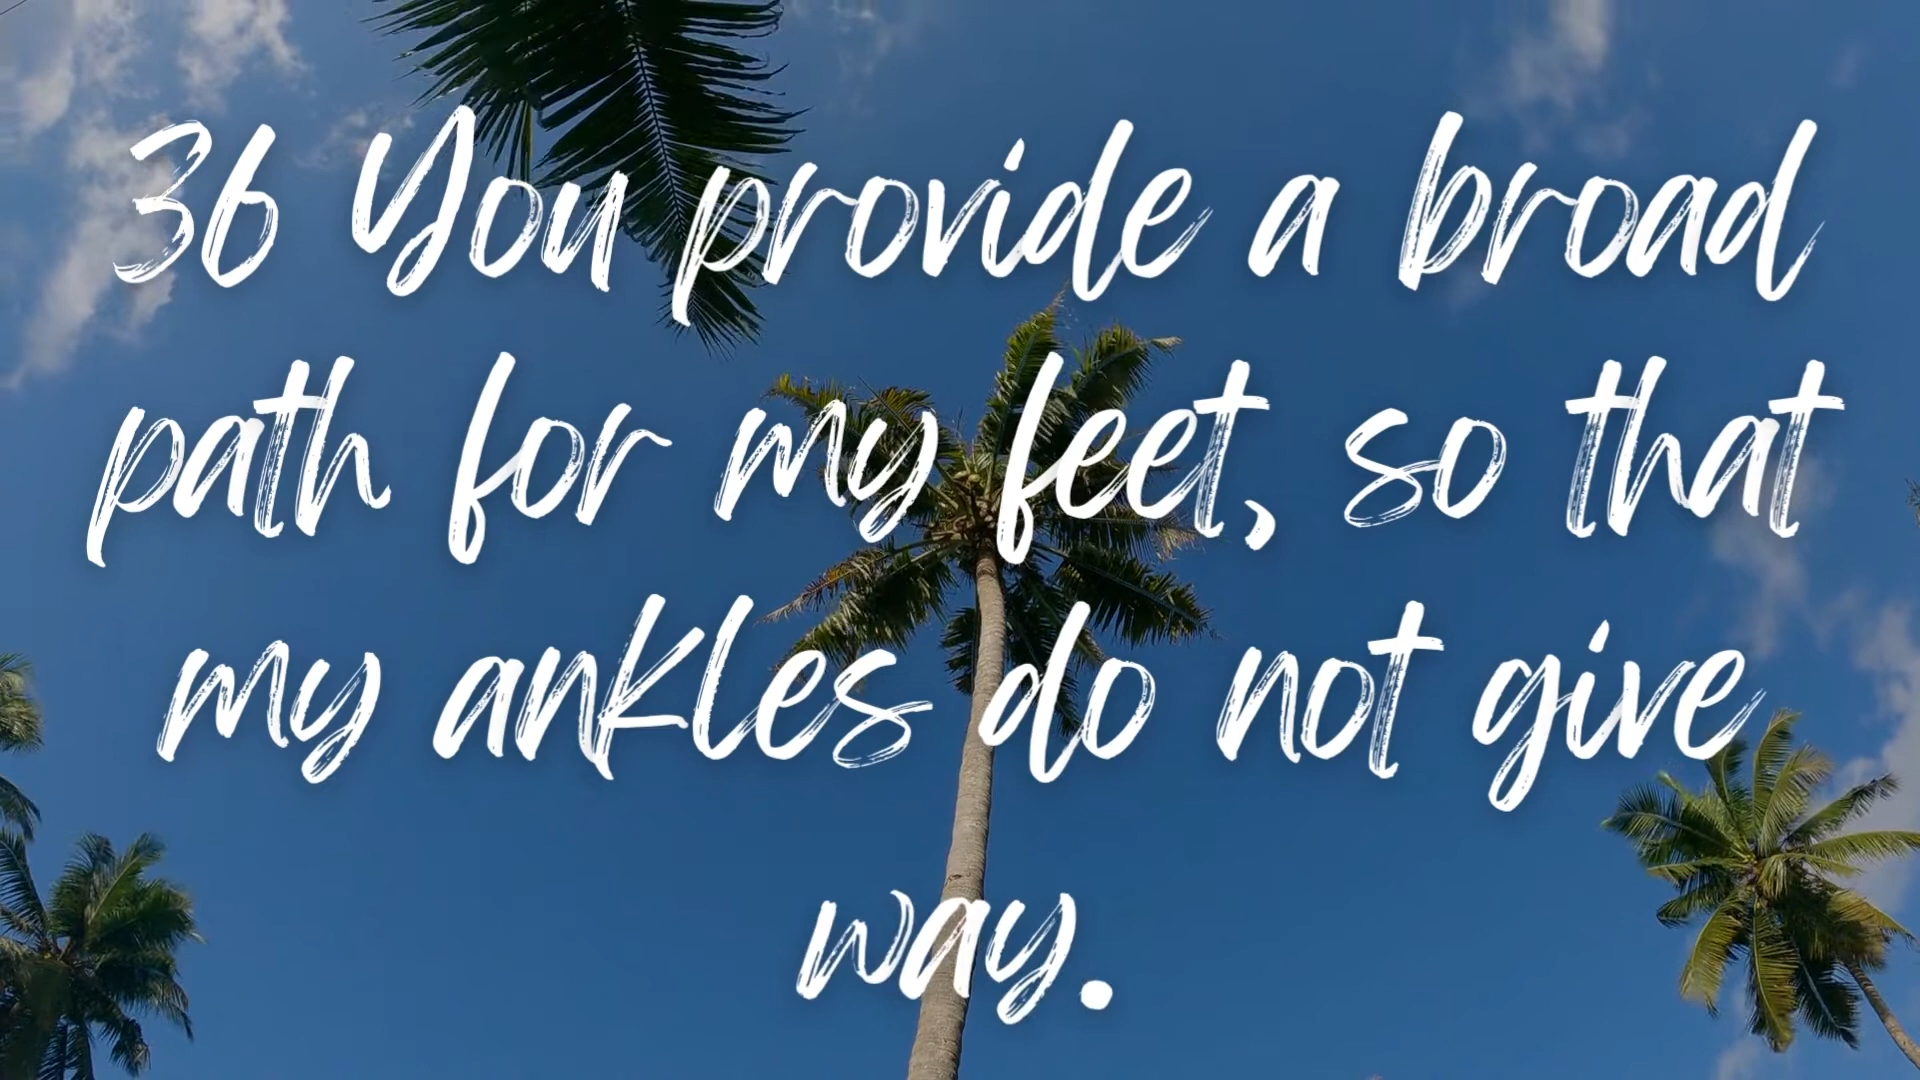 36 You provide a broad
path for my feet, so that
my ankles do not give
way.